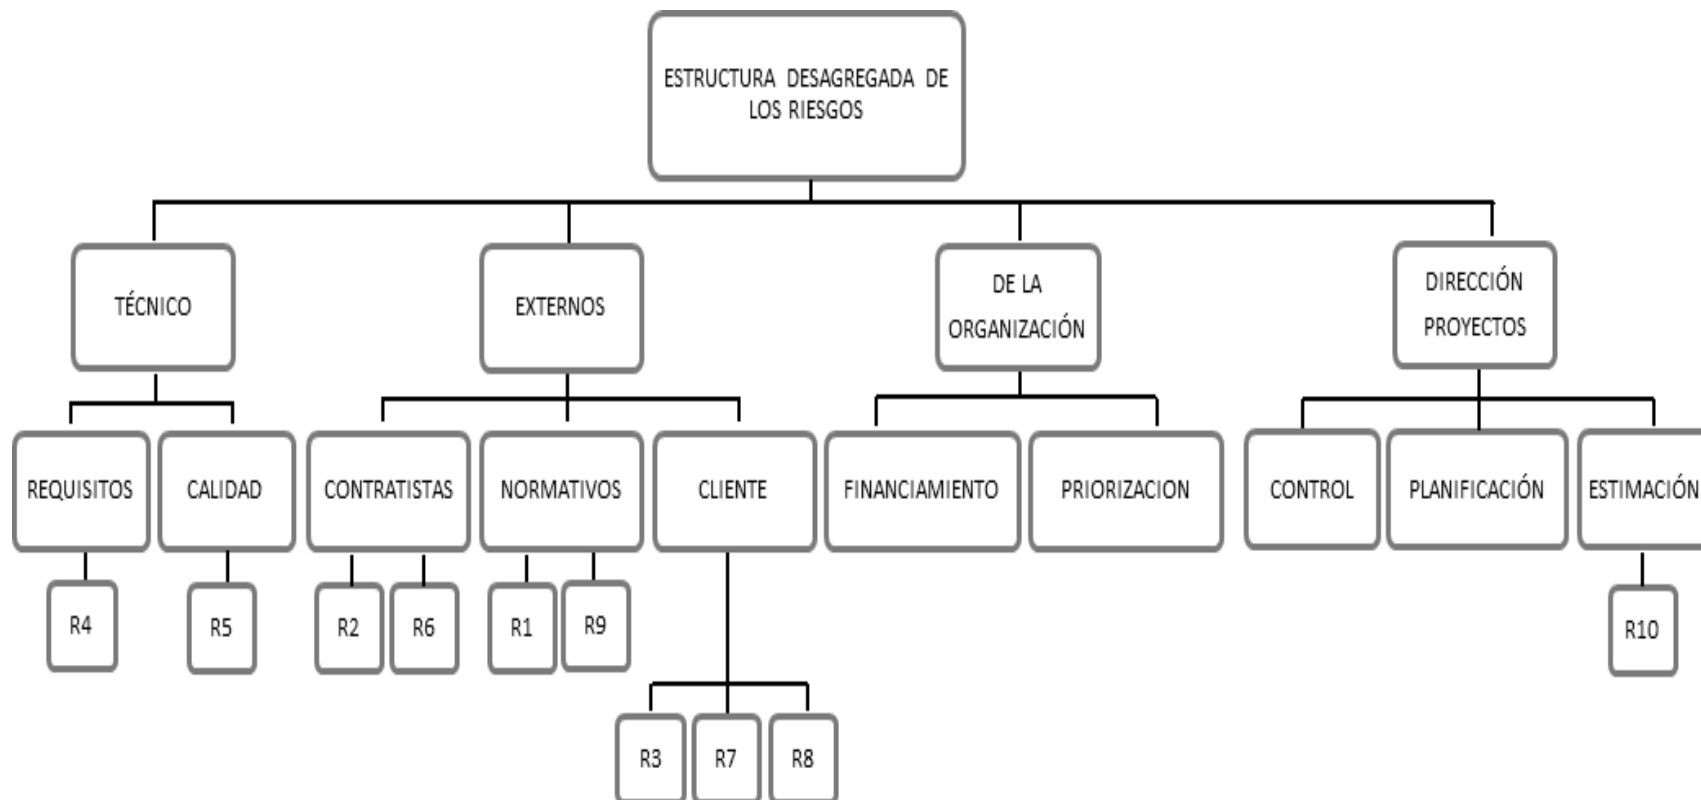 ESTRUCTURA DESAGREGADA DE
LOS RIESGOS
TÉCNICO
EXTERNOS
DE LA
ORGANIZACIÓN
DIRECCIÓN
PROYECTOS
REQUISITOS
CALIDAD
CONTRATISTAS
NORMATIVOS
CLIENTE
FINANCIAMIENTO
PRIORIZACION
CONTROL
PLANIFICACIÓN
ESTIMACIÓN
R4
R5
R2
R6
R1
R9
R10
R3
R7
R8